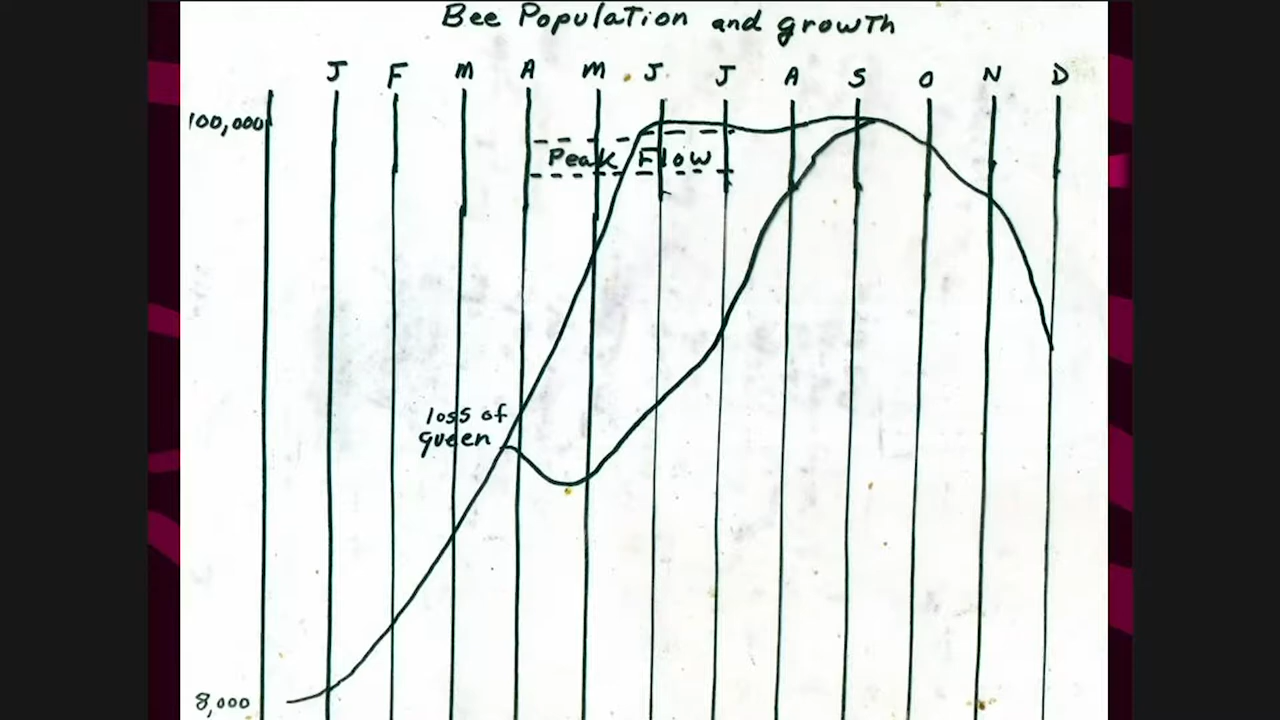 Bee Population and growth
J F M A M J J A S O N D
100,000
Peak Flow
loss of
queen
8,000